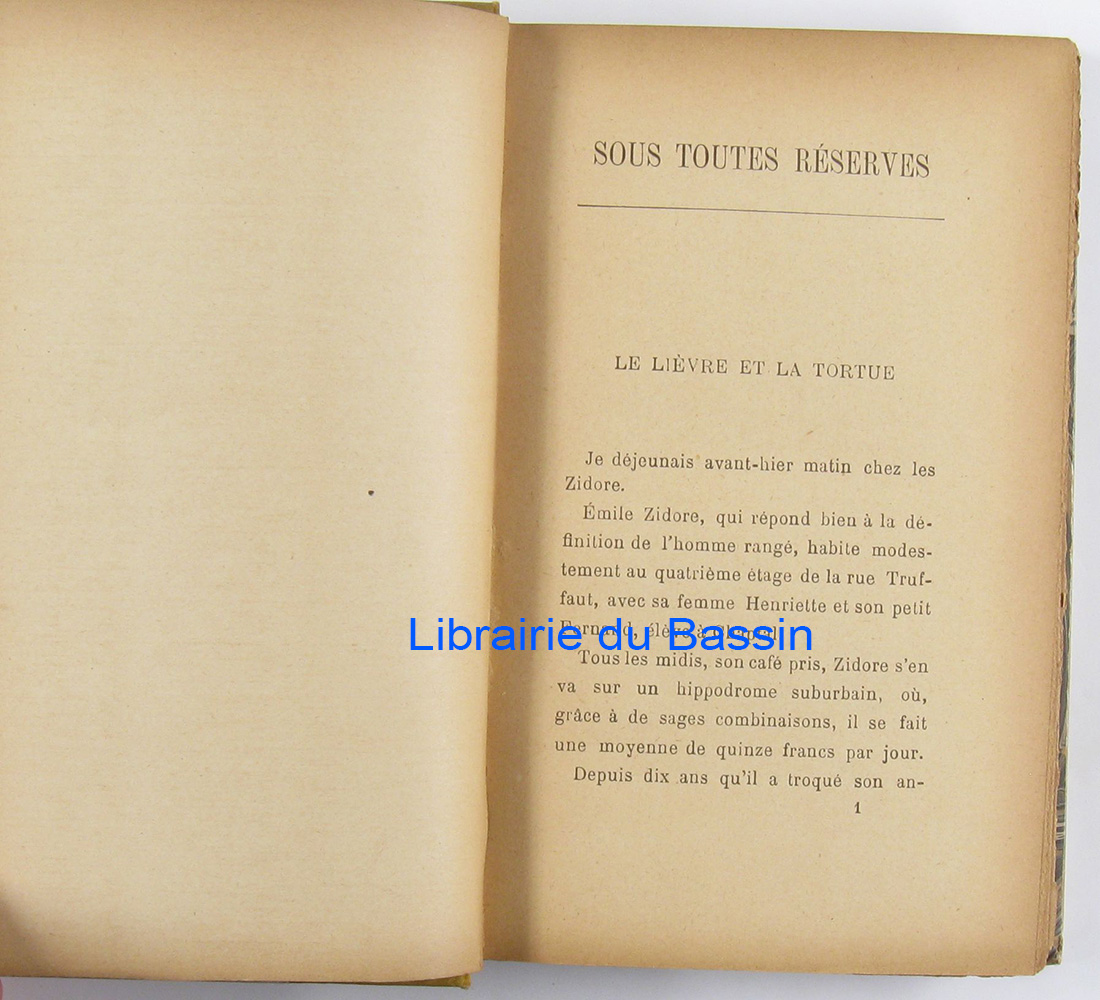 SOUS TOUTES RÉSERVES
LE LIÈVRE ET LA TORTUE
Je déjeunais avant-hier matin chez les
Zidore.
Émile Zidore, qui répond bien à la dé-
finition de l'homme rangé, habite modes-
tement au quatrième étage de la rue Truf-
faut, avec sa femme Henriette et son petit
Fernand, élève à Chaptal.
Librairie du Bassin
Tous les midis, son café pris, Zidore s'en
va sur un hippodrome suburbain, où,
grâce à de sages combinaisons, il se fait
une moyenne de quinze francs par jour.
Depuis dix ans qu'il a troqué son an-
1